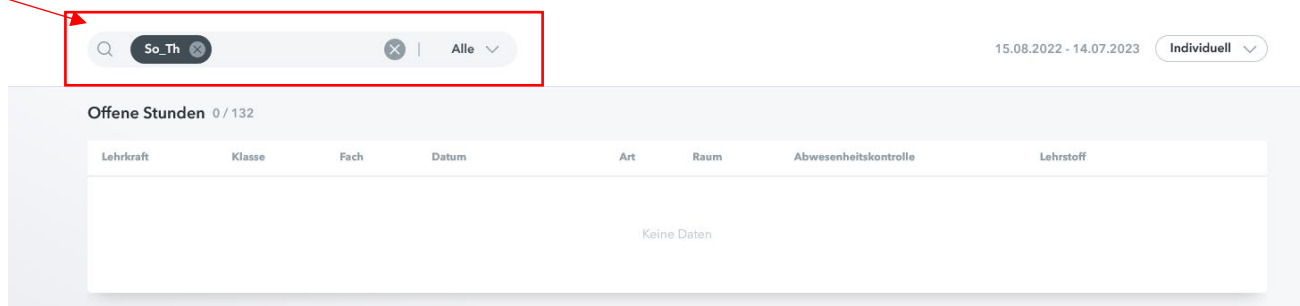 So_Th Alle 15.08.2022 - 14.07.2023 Individuell
Offene Stunden 0 / 132
Lehrkraft Klasse Fach Datum Art Raum Abwesenheitskontrolle Lehrstoff
Keine Daten